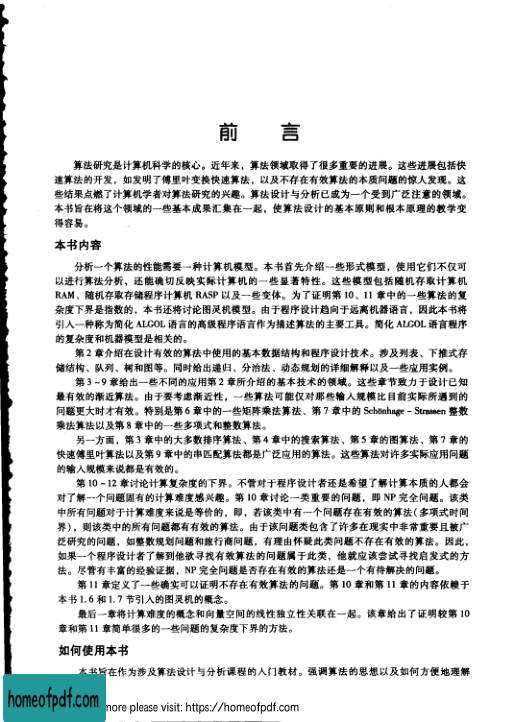 前 言
算法研究是计算机科学的核心。近年来，算法领域取得了很多重要的进展。这些进展包括快
速算法的开发，如发明了傅里叶变换快速算法，以及不存在有效算法的本质问题的惊人发现。这
些结果点燃了计算机学者对算法研究的兴趣。算法设计与分析已成为一个受到广泛注意的领域。
本书旨在将这个领域的一些基本成果汇集在一起，使算法设计的基本原则和根本原理的教学变
得容易。
本书内容
分析一个算法的性能需要一种计算机模型。本书首先介绍一些形式模型，使用它们不仅可
以进行算法分析，还能确切反映实际计算机的一些显著特性。这些模型包括随机存取计算机
RAM、随机存取存储程序计算机 RASP 以及一些变体。为了证明第 10、11 章中的一些算法的复
杂度下界是指数的，本书还将讨论图灵机模型。由于程序设计趋向于远离机器语言，因此本书将
引入一种称为简化 ALGOL 语言的高级程序语言作为描述算法的主要工具。简化 ALGOL 语言程序
的复杂度和机器模型是相关的。
第 2 章介绍在设计有效的算法中使用的基本数据结构和程序设计技术。涉及列表、下推式存
储结构、队列、树和图等。同时给出递归、分治法、动态规划的详细解释以及一些应用实例。
第 3 ~ 9 章给出一些不同的应用第 2 章所介绍的基本技术的领域。这些章节致力于设计已知
最有效的渐近算法。由于要考虑渐近性，一些算法可能仅对那些输入规模比目前实际所遇到的
问题更大时才有效。特别是第 6 章中的一些矩阵乘法算法、第 7 章中的 Schönhage - Strassen 整数
乘法算法以及第 8 章中的一些多项式和整数算法。
另一方面，第 3 章中的大多数排序算法、第 4 章中的搜索算法、第 5 章的图算法、第 7 章的
快速傅里叶算法以及第 9 章中的串匹配算法都是广泛应用的算法。这些算法对许多实际应用问题
的输入规模来说都是有效的。
第 10 ~ 12 章讨论计算复杂度的下界。不管对于程序设计者还是希望了解计算本质的人都会
对了解一个问题固有的计算难度感兴趣。第 10 章讨论一类重要的问题，即 NP 完全问题。该类
中所有问题对于计算难度来说是等价的，即，若该类中有一个问题存在有效的算法(多项式时间
界)，则该类中的所有问题都有有效的算法。由于该问题类包含了许多在现实中非常重要且被广
泛研究的问题，如整数规划问题和旅行商问题，有理由怀疑此类问题不存在有效的算法。因此，
如果一个程序设计者了解到他欲寻找有效算法的问题属于此类，他就应该尝试寻找启发式的方
法。尽管有丰富的经验证据，NP 完全问题是否存在有效的算法还是一个有待解决的问题。
第 11 章定义了一些确实可以证明不存在有效算法的问题。第 10 章和第 11 章的内容依赖于
本书 1.6 和 1.7 节引入的图灵机的概念。
最后一章将计算难度的概念和向量空间的线性独立性关联在一起。该章给出了证明较第 10
章和第 11 章简单很多的一些问题的复杂度下界的方法。
如何使用本书
本书旨在作为涉及算法设计与分析课程的入门教材。强调算法的思想以及如何方便地理解
homeofpdf.com
more please visit: https://homeofpdf.com